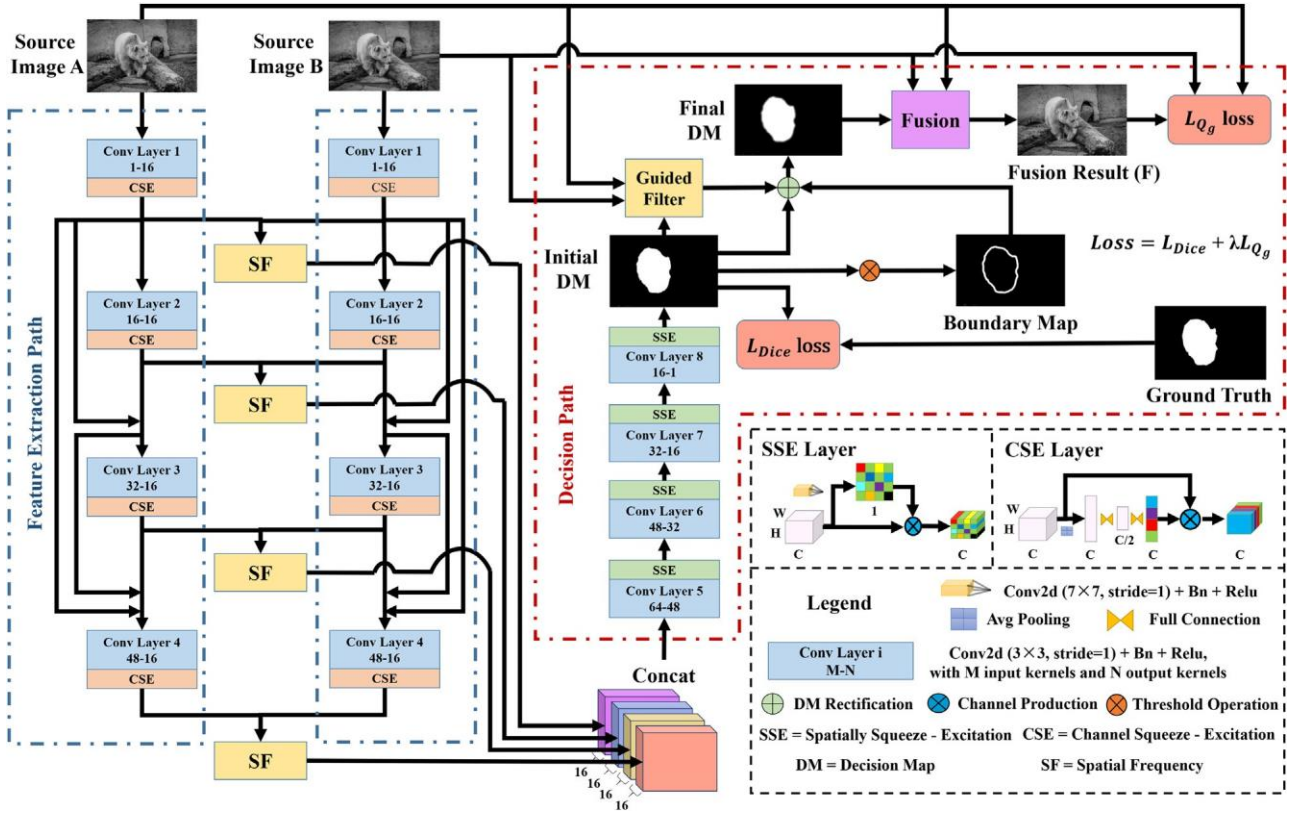 Source
Image A
Source
Image B
Feature Extraction Path
Conv Layer 1
1-16
CSE
Conv Layer 1
1-16
CSE
SF
Conv Layer 2
16-16
CSE
Conv Layer 2
16-16
CSE
SF
Conv Layer 3
32-16
CSE
Conv Layer 3
32-16
CSE
SF
Conv Layer 4
48-16
CSE
Conv Layer 4
48-16
CSE
SF
Concat
16
16
16
16
Decision Path
SSE
Conv Layer 5
64-48
SSE
Conv Layer 6
48-32
SSE
Conv Layer 7
32-16
SSE
Conv Layer 8
16-1
Initial
DM
Guided
Filter
Final
DM
Fusion
Fusion Result (F)
L_{Qg} loss
Boundary Map
Loss = L_{Dice} + λL_{Qg}
L_{Dice} loss
Ground Truth
SSE Layer
W
H
C
1
C
CSE Layer
W
H
C
C
C/2
C
C
Legend
Conv2d (7×7, stride=1) + Bn + Relu
Avg Pooling
Full Connection
Conv Layer i
M-N
Conv2d (3×3, stride=1) + Bn + Relu,
with M input kernels and N output kernels
DM Rectification
Channel Production
Threshold Operation
SSE = Spatially Squeeze - Excitation
CSE = Channel Squeeze - Excitation
DM = Decision Map
SF = Spatial Frequency